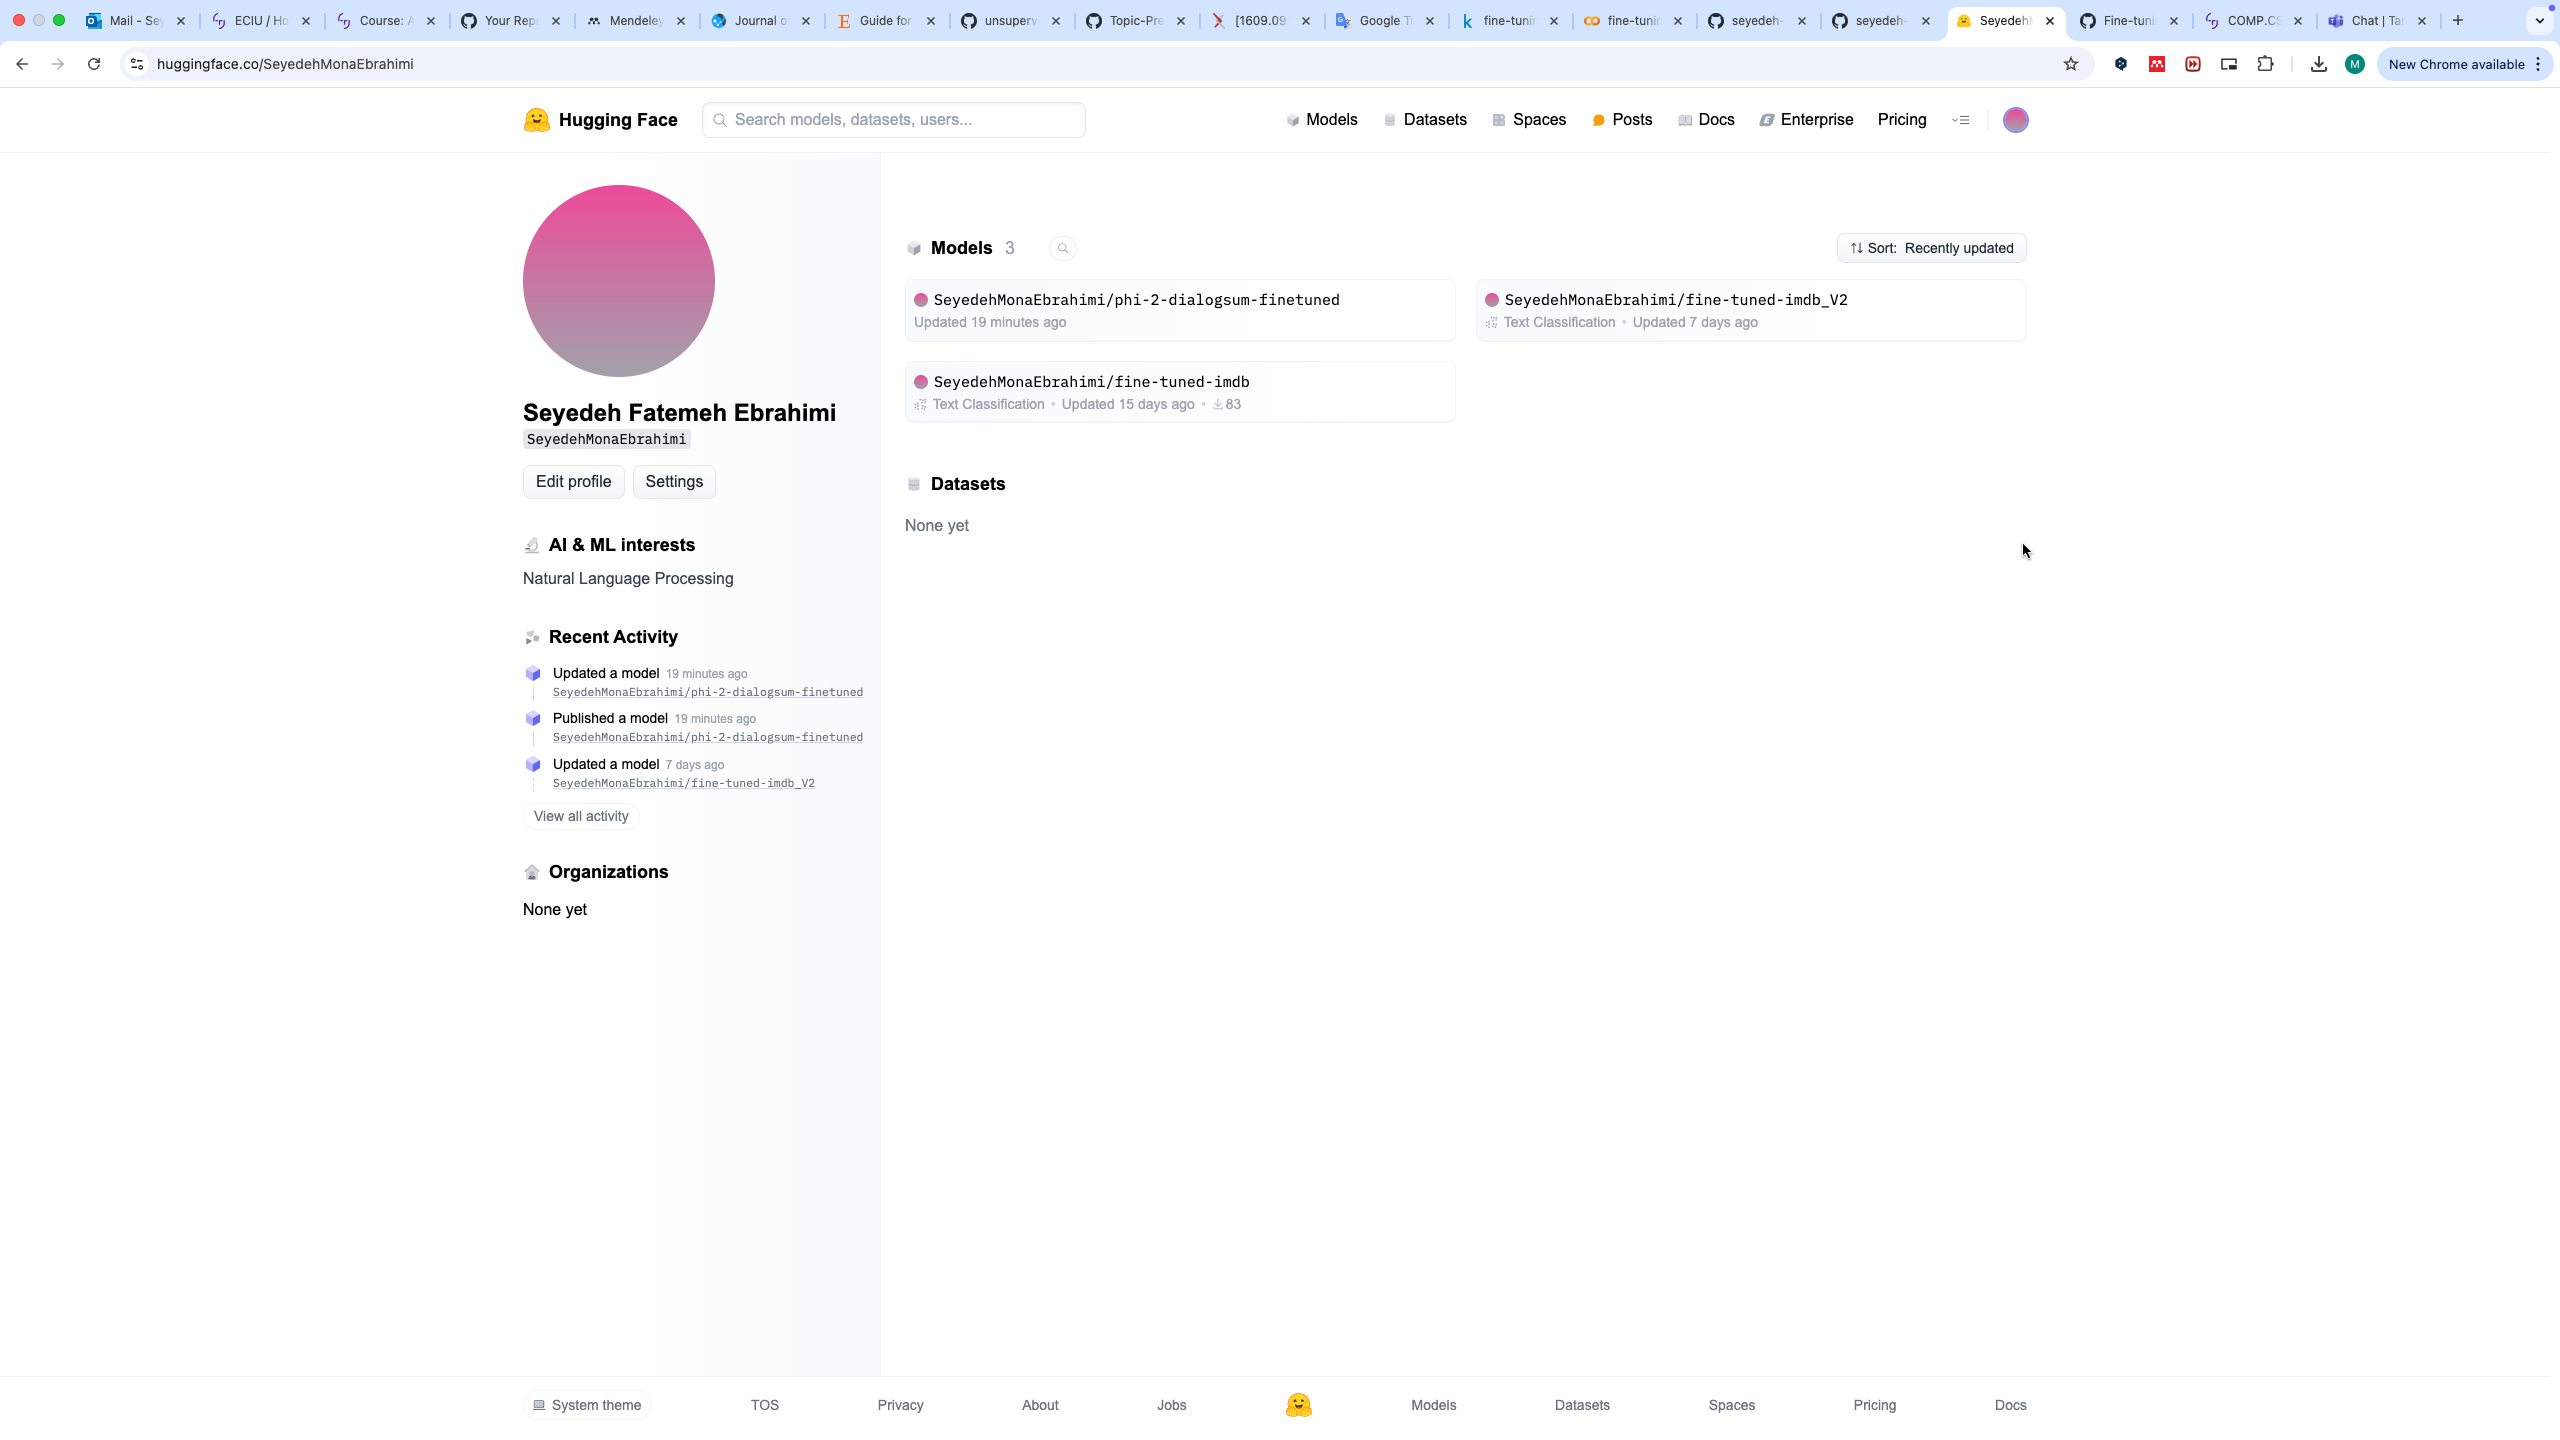 Mail - Sey
ECIU / Ho
Course: A
Your Rep
Mendeley
Journal o
Guide for
unsuperv
Topic-Pre
[1609.09
Google T
fine-tunin
fine-tunin
seyedeh-
seyedeh-
SeyedehM
Fine-tuni
COMP.CS
Chat | Ta
huggingface.co/SeyedehMonaEbrahimi
M
New Chrome available
Hugging Face
Search models, datasets, users...
Models
Datasets
Spaces
Posts
Docs
Enterprise
Pricing
Seyedeh Fatemeh Ebrahimi
SeyedehMonaEbrahimi
Edit profile
Settings
AI & ML interests
Natural Language Processing
Recent Activity
Updated a model 19 minutes ago
SeyedehMonaEbrahimi/phi-2-dialogsum-finetuned
Published a model 19 minutes ago
SeyedehMonaEbrahimi/phi-2-dialogsum-finetuned
Updated a model 7 days ago
SeyedehMonaEbrahimi/fine-tuned-imdb_V2
View all activity
Organizations
None yet
Models 3
Sort: Recently updated
SeyedehMonaEbrahimi/phi-2-dialogsum-finetuned
Updated 19 minutes ago
SeyedehMonaEbrahimi/fine-tuned-imdb_V2
Text Classification • Updated 7 days ago
SeyedehMonaEbrahimi/fine-tuned-imdb
Text Classification • Updated 15 days ago • 83
Datasets
None yet
System theme
TOS
Privacy
About
Jobs
Models
Datasets
Spaces
Pricing
Docs